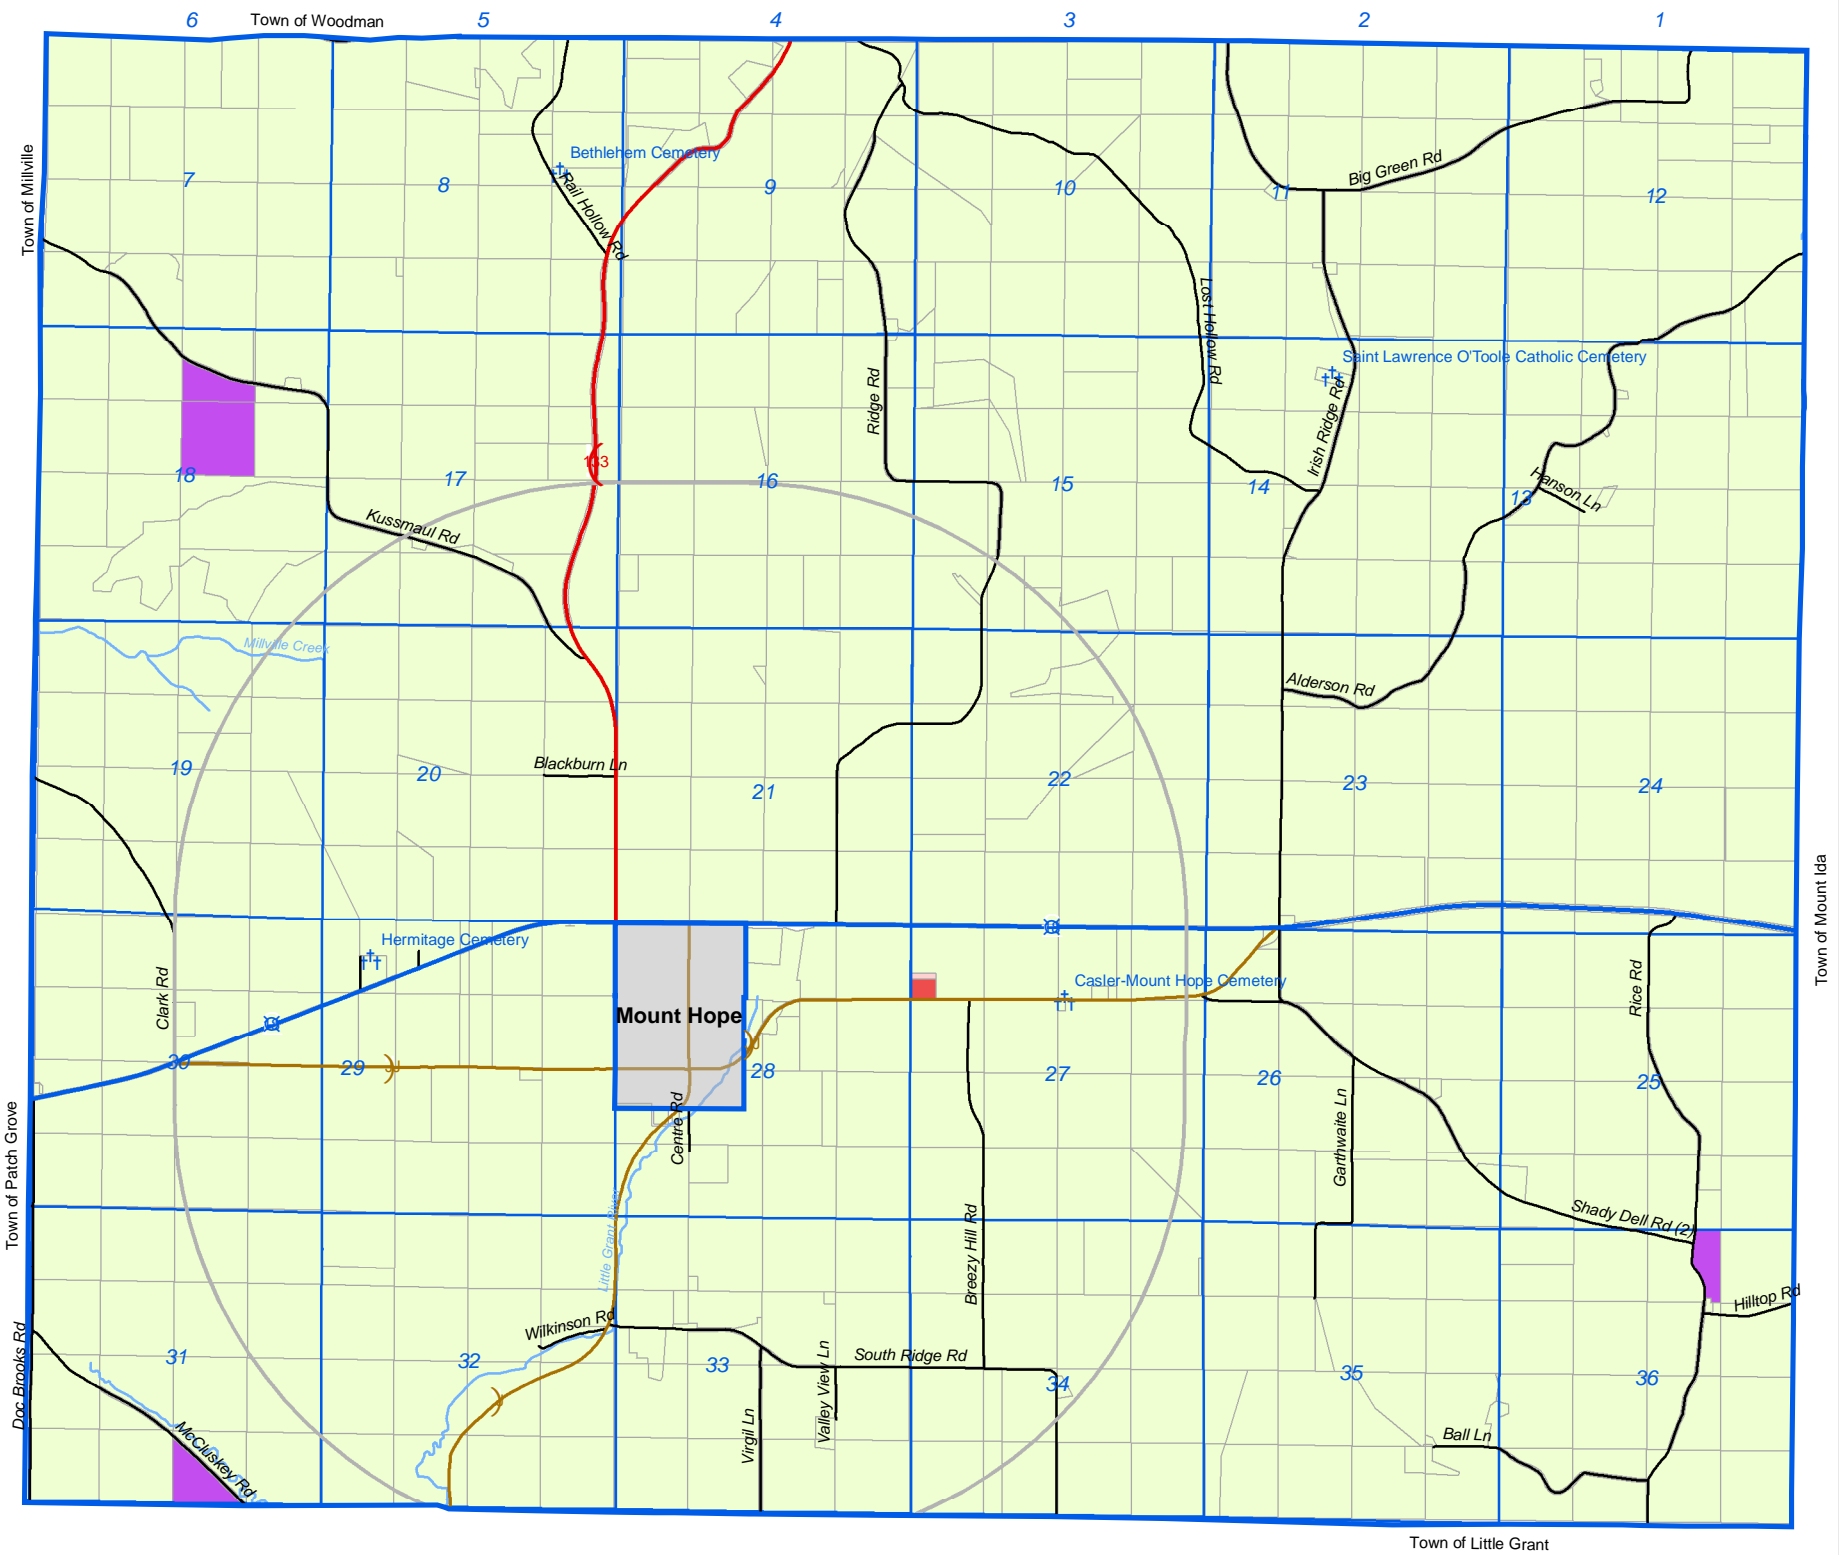 6
Town of Woodman
5
4
3
2
1
Town of Millville
Bethlehem Cemetery
Rail Hollow Rd
7
8
9
10
11
Big Green Rd
12
Lost Hollow Rd
Saint Lawrence O'Toole Catholic Cemetery
Ridge Rd
Irish Ridge Rd
133
18
17
16
15
14
13
Hanson Ln
Kussmaul Rd
Millville Creek
Alderson Rd
19
20
Blackburn Ln
21
22
23
24
Town of Mount Ida
Hermitage Cemetery
Clark Rd
Mount Hope
Casler-Mount Hope Cemetery
Rice Rd
30
29
28
27
26
25
Centre Rd
Garthwaite Ln
Town of Patch Grove
Little Grant River
Breezy Hill Rd
Shady Dell Rd (2)
Hilltop Rd
Wilkinson Rd
Doc Brooks Rd
31
32
33
South Ridge Rd
Valley View Ln
34
35
36
Virgil Ln
McCluskey Rd
Ball Ln
Town of Little Grant